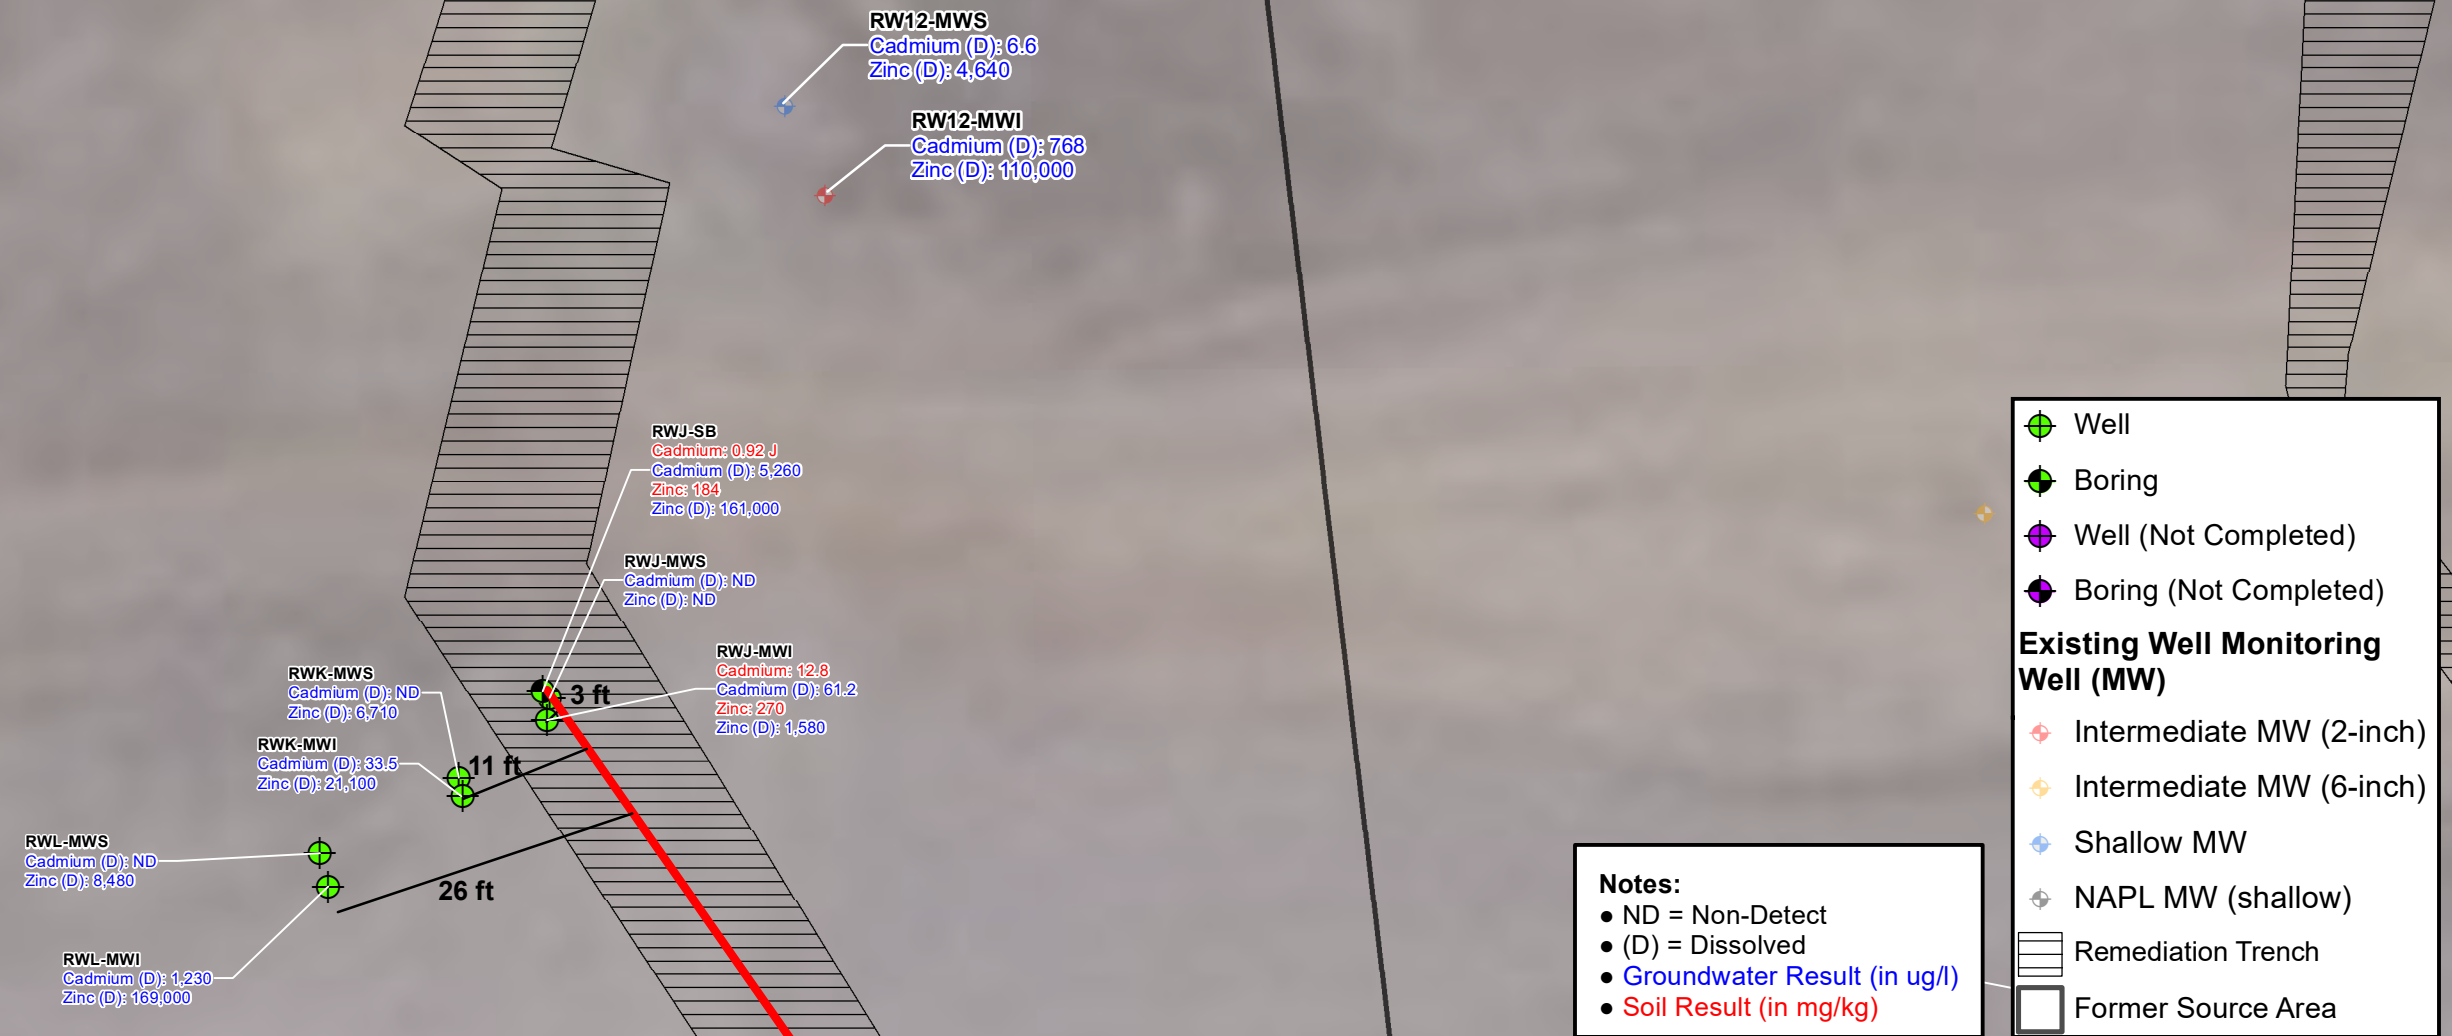 RW12-MWS
Cadmium (D): 6.6
Zinc (D): 4,640
RW12-MWI
Cadmium (D): 768
Zinc (D): 110,000
RWJ-SB
Cadmium: 0.92 J
Cadmium (D): 5,260
Zinc: 184
Zinc (D): 161,000
RWJ-MWS
Cadmium (D): ND
Zinc (D): ND
RWJ-MWI
Cadmium: 12.8
Cadmium (D): 61.2
Zinc: 270
Zinc (D): 1,580
3 ft
RWK-MWS
Cadmium (D): ND
Zinc (D): 6,710
RWK-MWI
Cadmium (D): 33.5
Zinc (D): 21,100
11 ft
RWL-MWS
Cadmium (D): ND
Zinc (D): 8,480
26 ft
RWL-MWI
Cadmium (D): 1,230
Zinc (D): 169,000
Notes:
● ND = Non-Detect
● (D) = Dissolved
● Groundwater Result (in ug/l)
● Soil Result (in mg/kg)
Well
Boring
Well (Not Completed)
Boring (Not Completed)
Existing Well Monitoring
Well (MW)
Intermediate MW (2-inch)
Intermediate MW (6-inch)
Shallow MW
NAPL MW (shallow)
Remediation Trench
Former Source Area